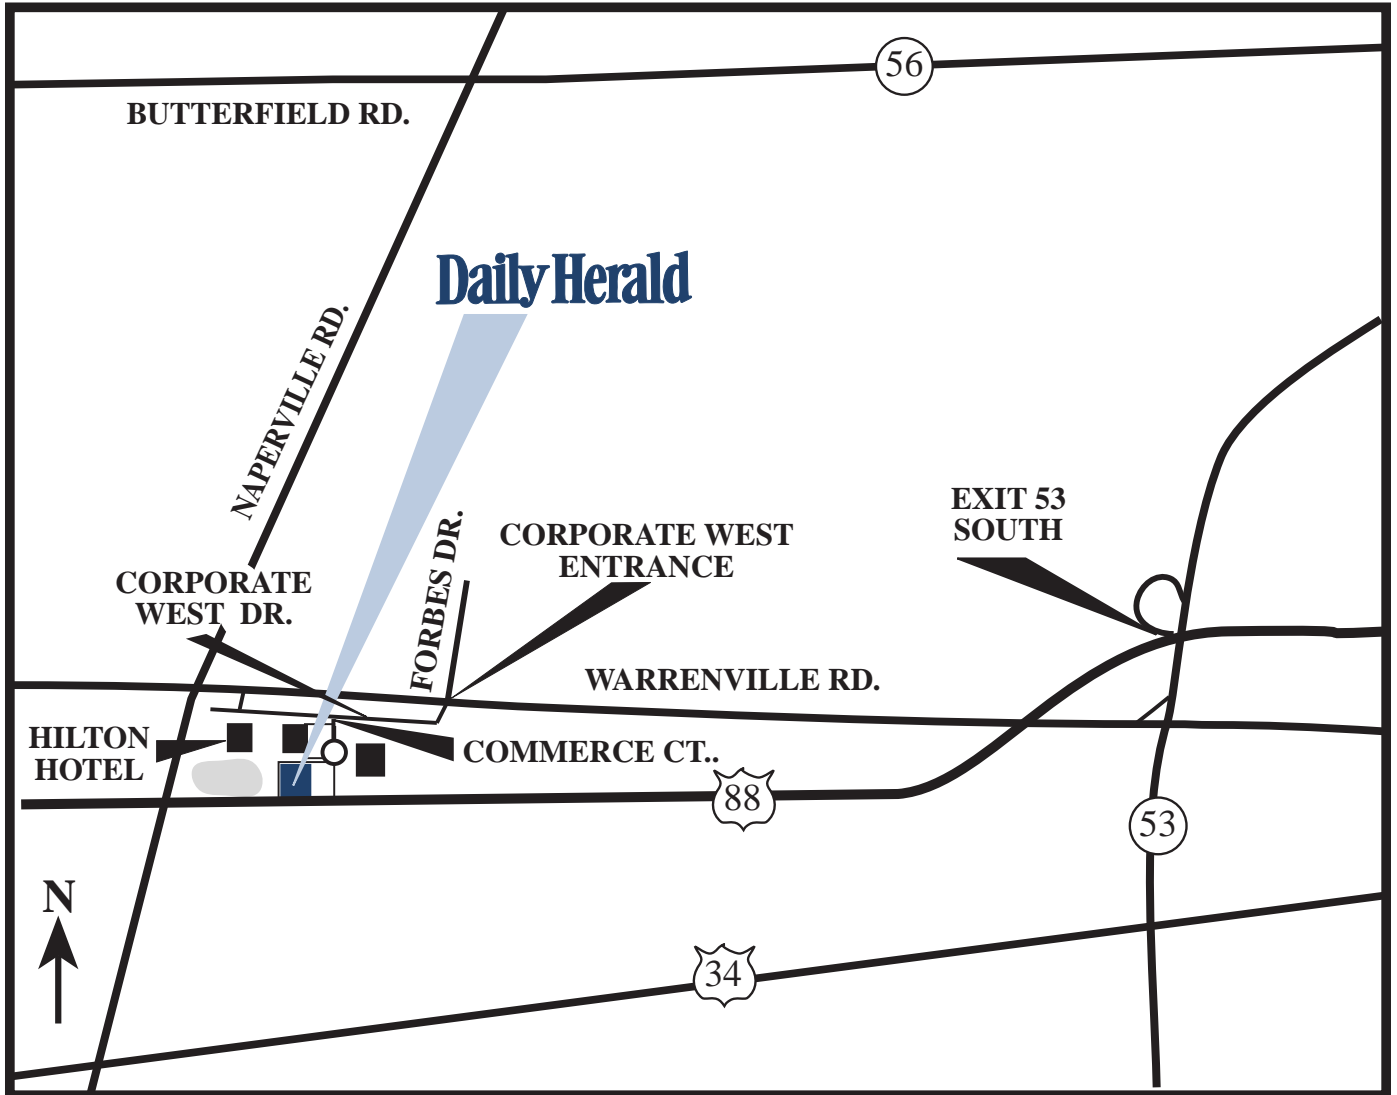 56
BUTTERFIELD RD.
Daily Herald
NAPERVILLE RD.
EXIT 53
SOUTH
CORPORATE WEST
ENTRANCE
FORBES DR.
CORPORATE
WEST DR.
WARRENVILLE RD.
HILTON
HOTEL
COMMERCE CT..
88
53
N
34